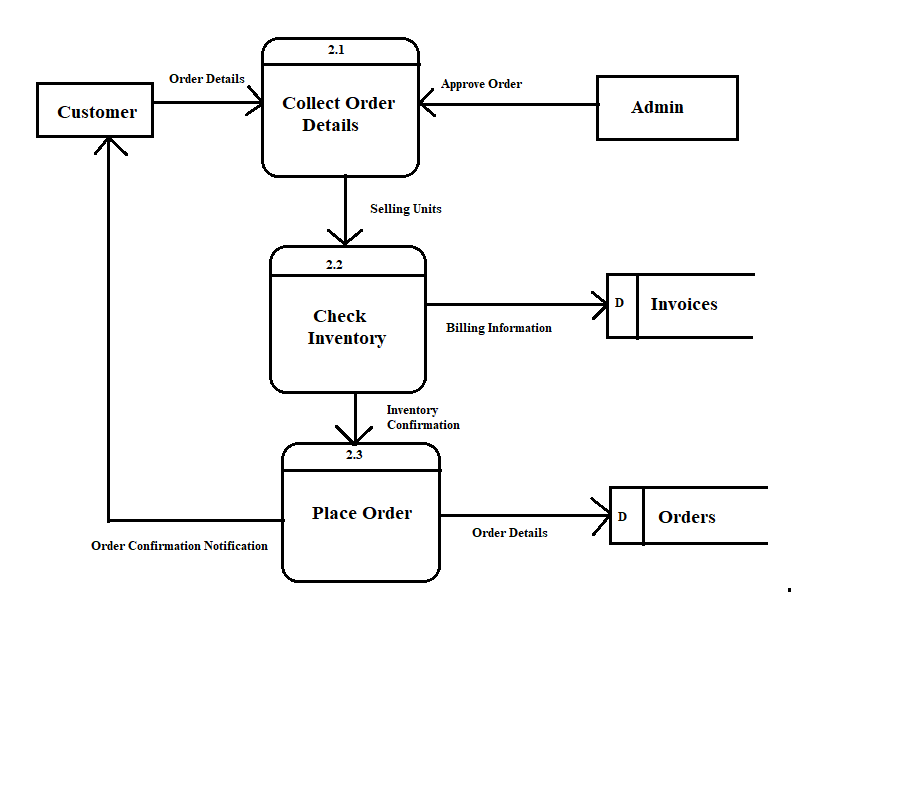 2.1
Order Details
Approve Order
Customer
Collect Order
Details
Admin
Selling Units
2.2
D
Invoices
Check
Inventory
Billing Information
Inventory
Confirmation
2.3
Place Order
D
Orders
Order Details
Order Confirmation Notification